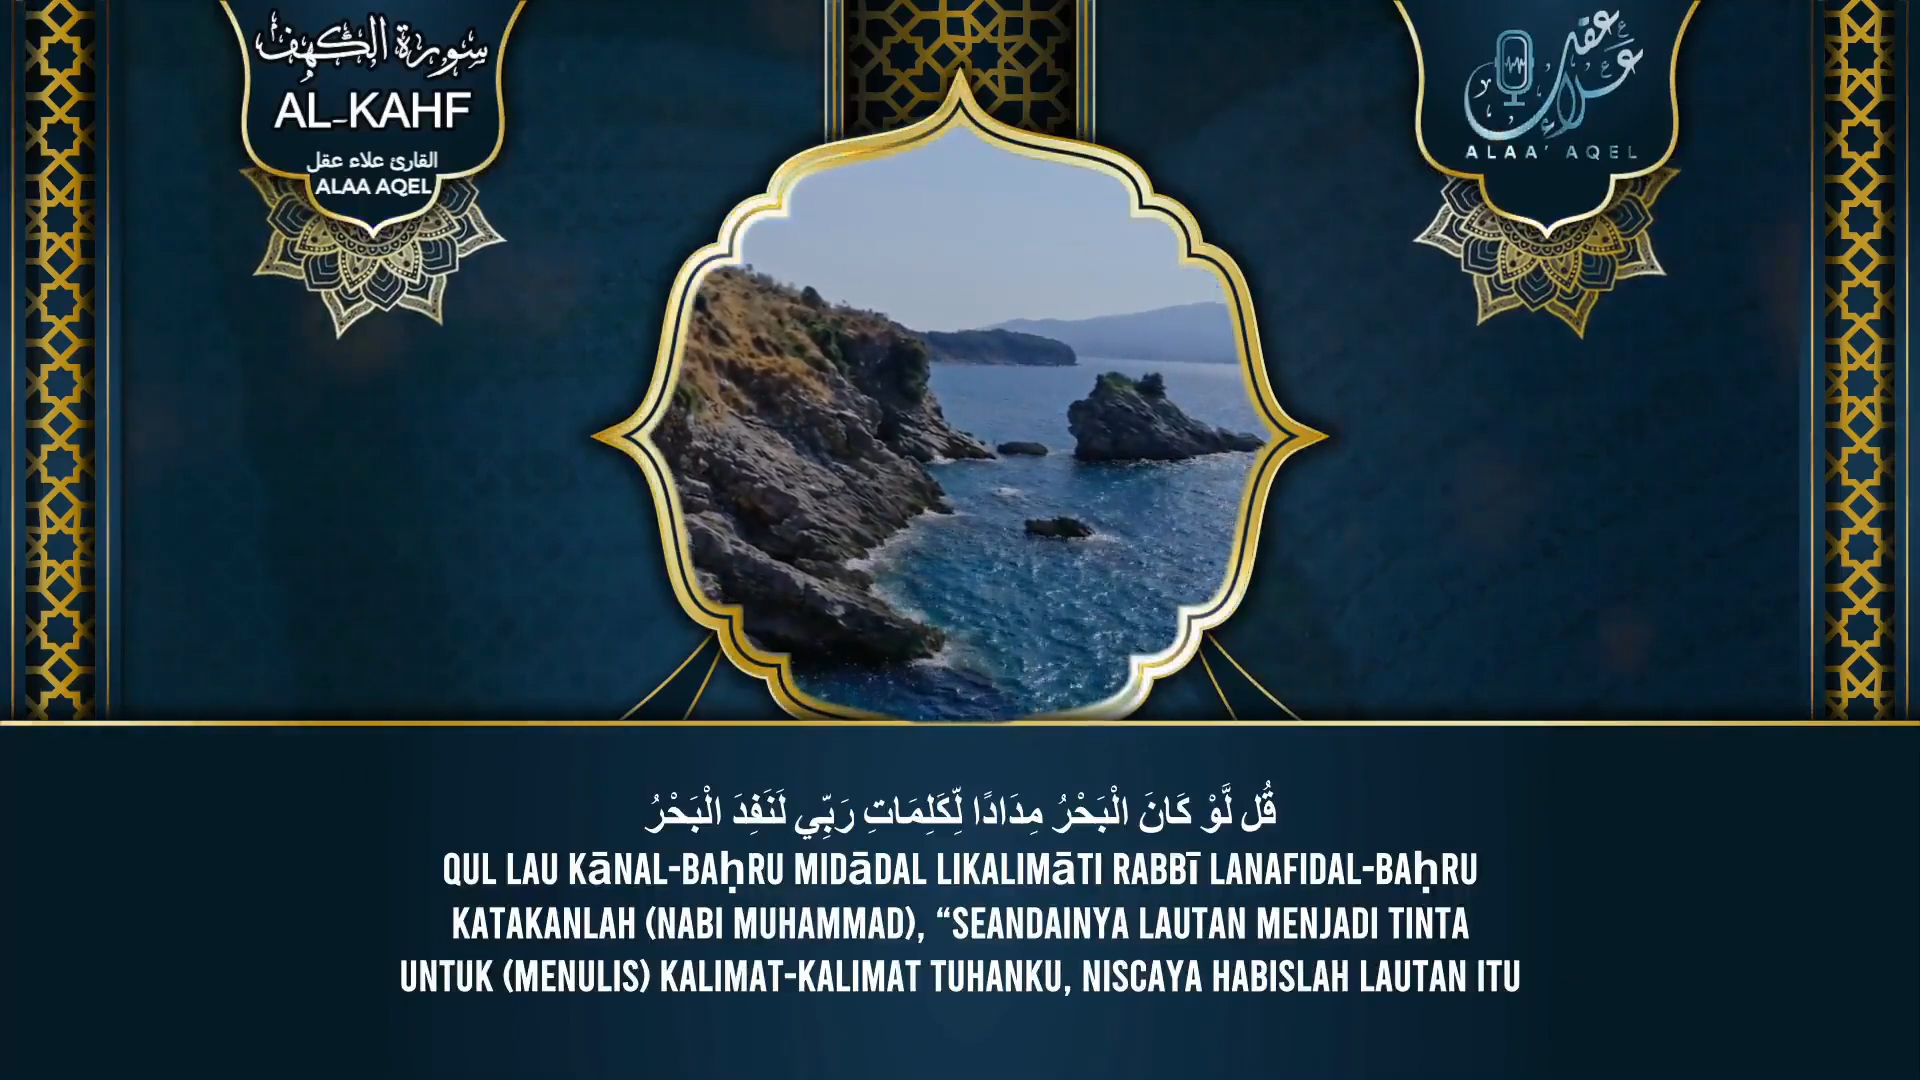 سورة الكهف
AL-KAHF
القارئ علاء عقل
ALAA AQEL
علاء عقل
ALAA' AQEL
قُل لَّوْ كَانَ الْبَحْرُ مِدَادًا لِّكَلِمَاتِ رَبِّي لَنَفِدَ الْبَحْرُ
QUL LAU KāNAL-BAḥRU MIDāDAL LIKALIMāTI RABBī LANAFIDAL-BAḥRU
KATAKANLAH (NABI MUHAMMAD), “SEANDAINYA LAUTAN MENJADI TINTA
UNTUK (MENULIS) KALIMAT-KALIMAT TUHANKU, NISCAYA HABISLAH LAUTAN ITU